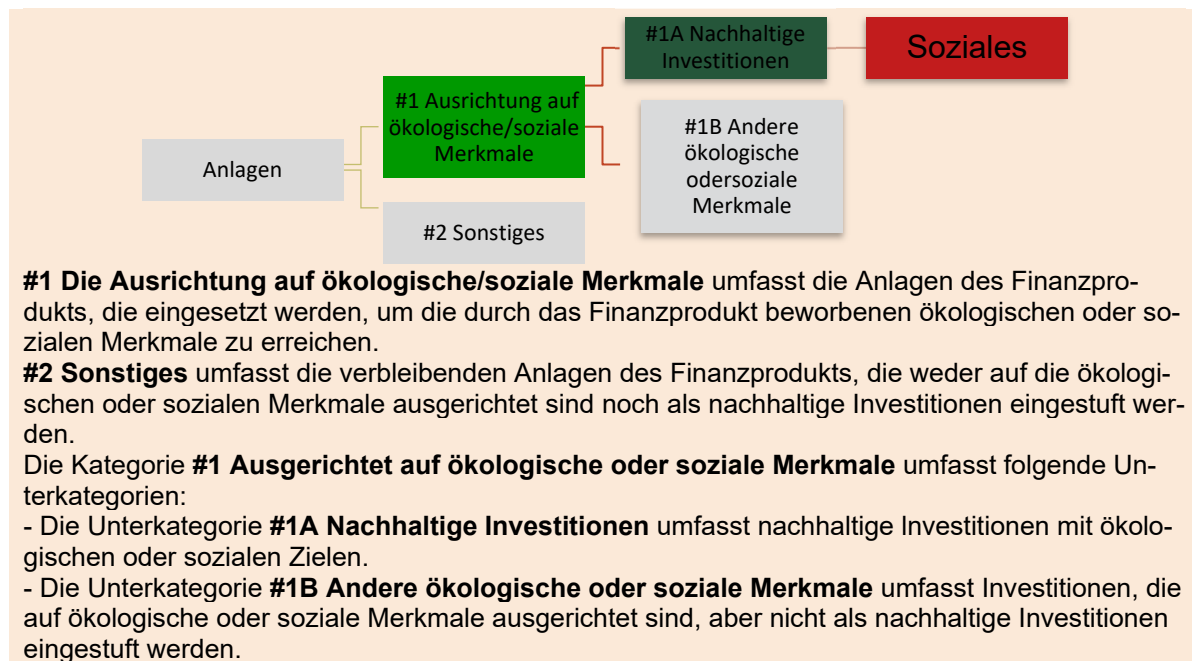 #1A Nachhaltige
Investitionen
Soziales
#1 Ausrichtung auf
ökologische/soziale
Merkmale
#1B Andere
ökologische
odersoziale
Merkmale
Anlagen
#2 Sonstiges
#1 Die Ausrichtung auf ökologische/soziale Merkmale umfasst die Anlagen des Finanzpro-
dukts, die eingesetzt werden, um die durch das Finanzprodukt beworbenen ökologischen oder so-
zialen Merkmale zu erreichen.
#2 Sonstiges umfasst die verbleibenden Anlagen des Finanzprodukts, die weder auf die ökologi-
schen oder sozialen Merkmale ausgerichtet sind noch als nachhaltige Investitionen eingestuft wer-
den.
Die Kategorie #1 Ausgerichtet auf ökologische oder soziale Merkmale umfasst folgende Un-
terkategorien:
- Die Unterkategorie #1A Nachhaltige Investitionen umfasst nachhaltige Investitionen mit ökolo-
gischen oder sozialen Zielen.
- Die Unterkategorie #1B Andere ökologische oder soziale Merkmale umfasst Investitionen, die
auf ökologische oder soziale Merkmale ausgerichtet sind, aber nicht als nachhaltige Investitionen
eingestuft werden.